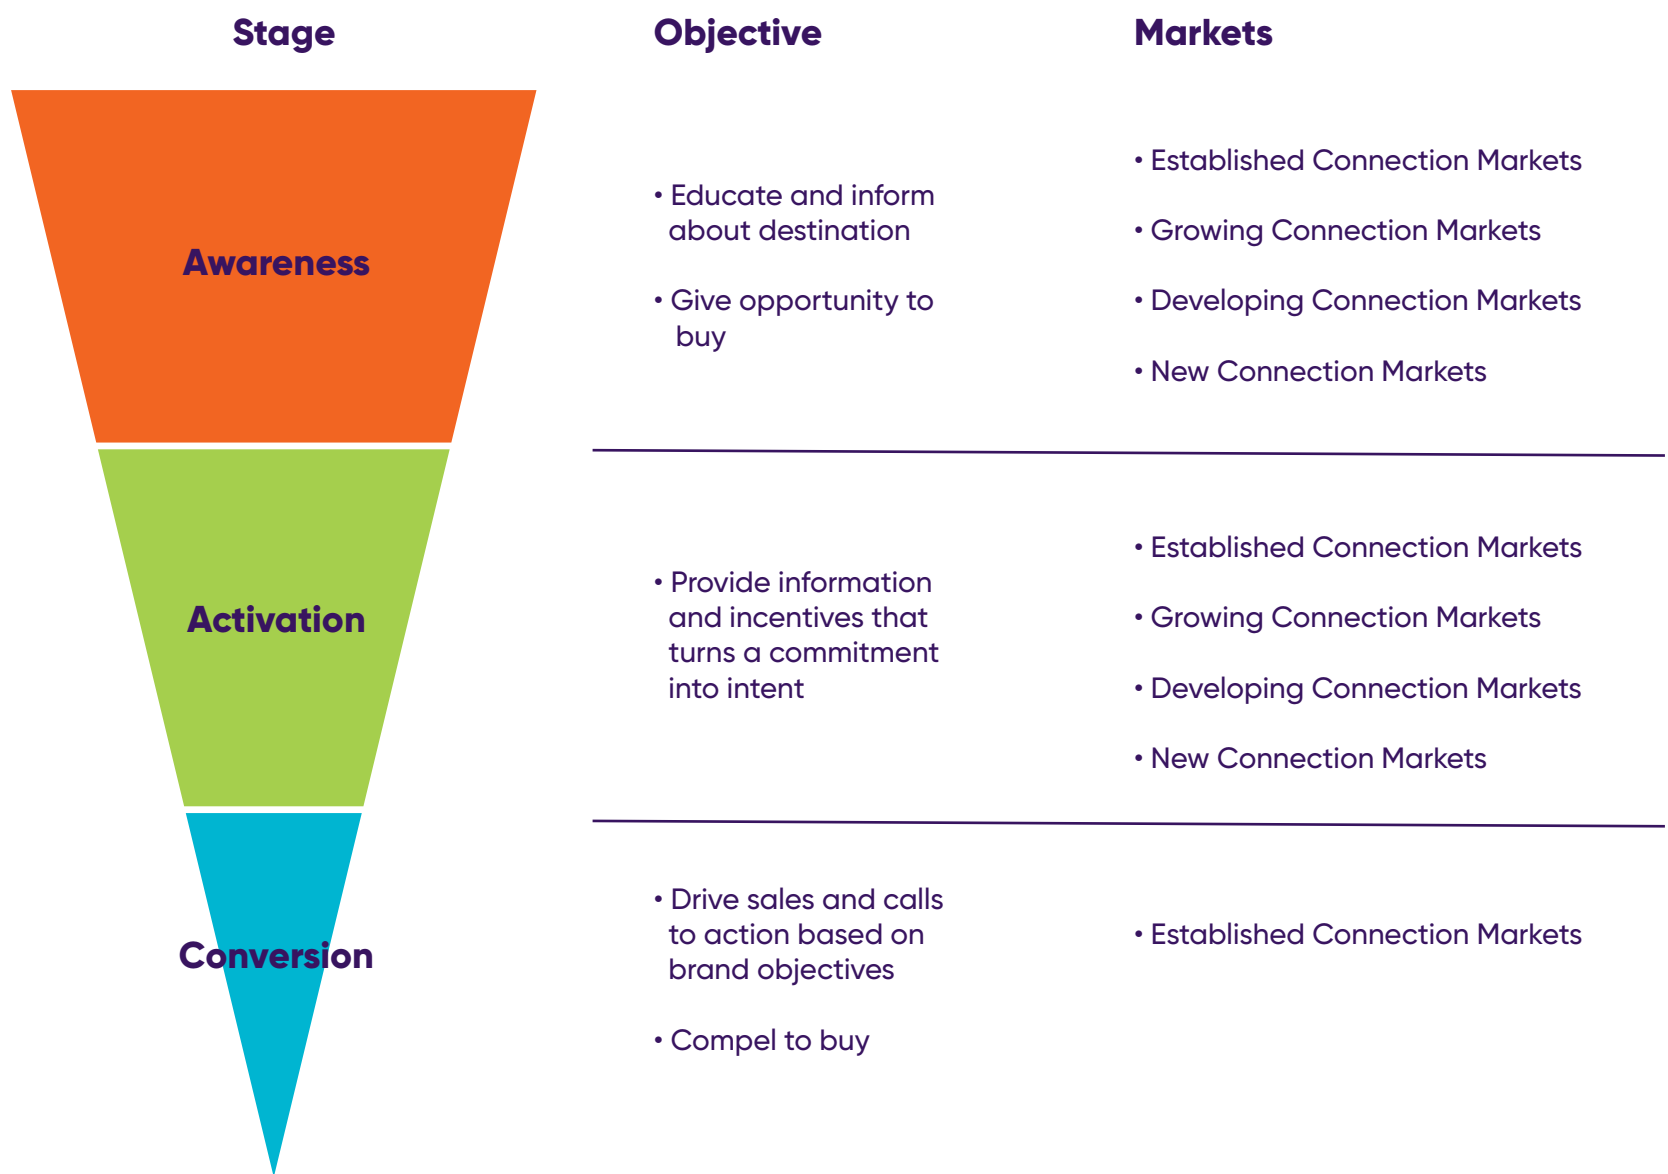 Stage
Objective
Markets
Awareness
• Educate and inform
about destination
• Give opportunity to
buy
• Established Connection Markets
• Growing Connection Markets
• Developing Connection Markets
• New Connection Markets
Activation
• Provide information
and incentives that
turns a commitment
into intent
• Established Connection Markets
• Growing Connection Markets
• Developing Connection Markets
• New Connection Markets
Conversion
• Drive sales and calls
to action based on
brand objectives
• Compel to buy
• Established Connection Markets